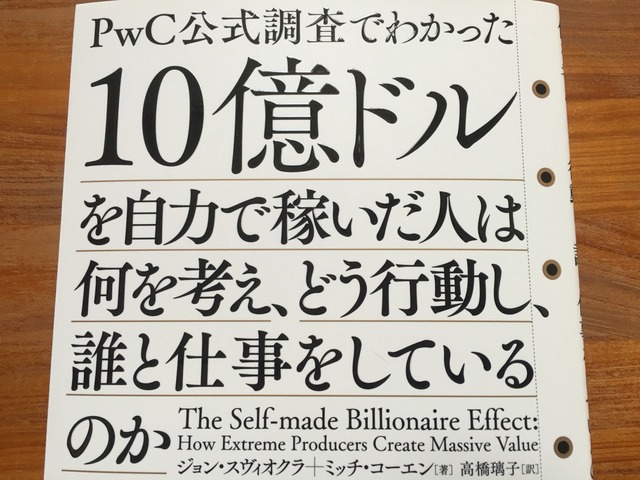 PwC公式調査でわかった
10億ドル
を自力で稼いだ人は
何を考え、どう行動し、
誰と仕事をしている
のか
The Self-made Billionaire Effect:
How Extreme Producers Create Massive Value
ジョン・スヴィオクラ+ミッチ・コーエン[著] 高橋璃子[訳]